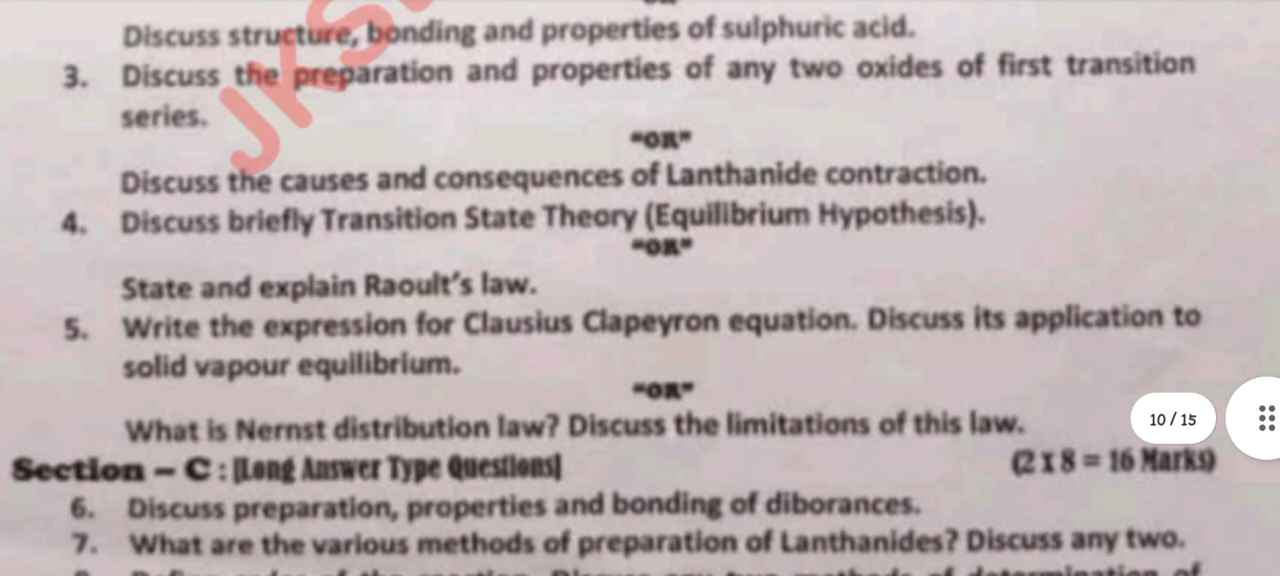 Discuss structure, bonding and properties of sulphuric acid.
3. Discuss the preparation and properties of any two oxides of first transition
series.
"OR"
Discuss the causes and consequences of Lanthanide contraction.
4. Discuss briefly Transition State Theory (Equilibrium Hypothesis).
"OR"
State and explain Raoult's law.
5. Write the expression for Clausius Clapeyron equation. Discuss its application to
solid vapour equilibrium.
"OR"
What is Nernst distribution law? Discuss the limitations of this law.
10 / 15
Section – C : [Long Answer Type Questions] (2 X 8 = 16 Marks)
6. Discuss preparation, properties and bonding of diborances.
7. What are the various methods of preparation of Lanthanides? Discuss any two.
JKS